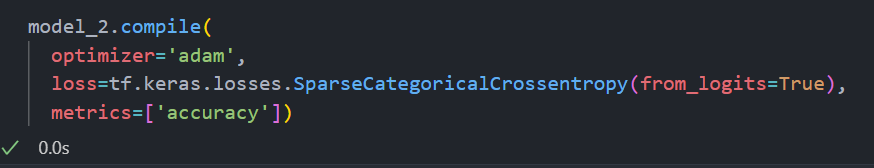 model_2.compile(
  optimizer='adam',
  loss=tf.keras.losses.SparseCategoricalCrossentropy(from_logits=True),
  metrics=['accuracy'])
0.0s